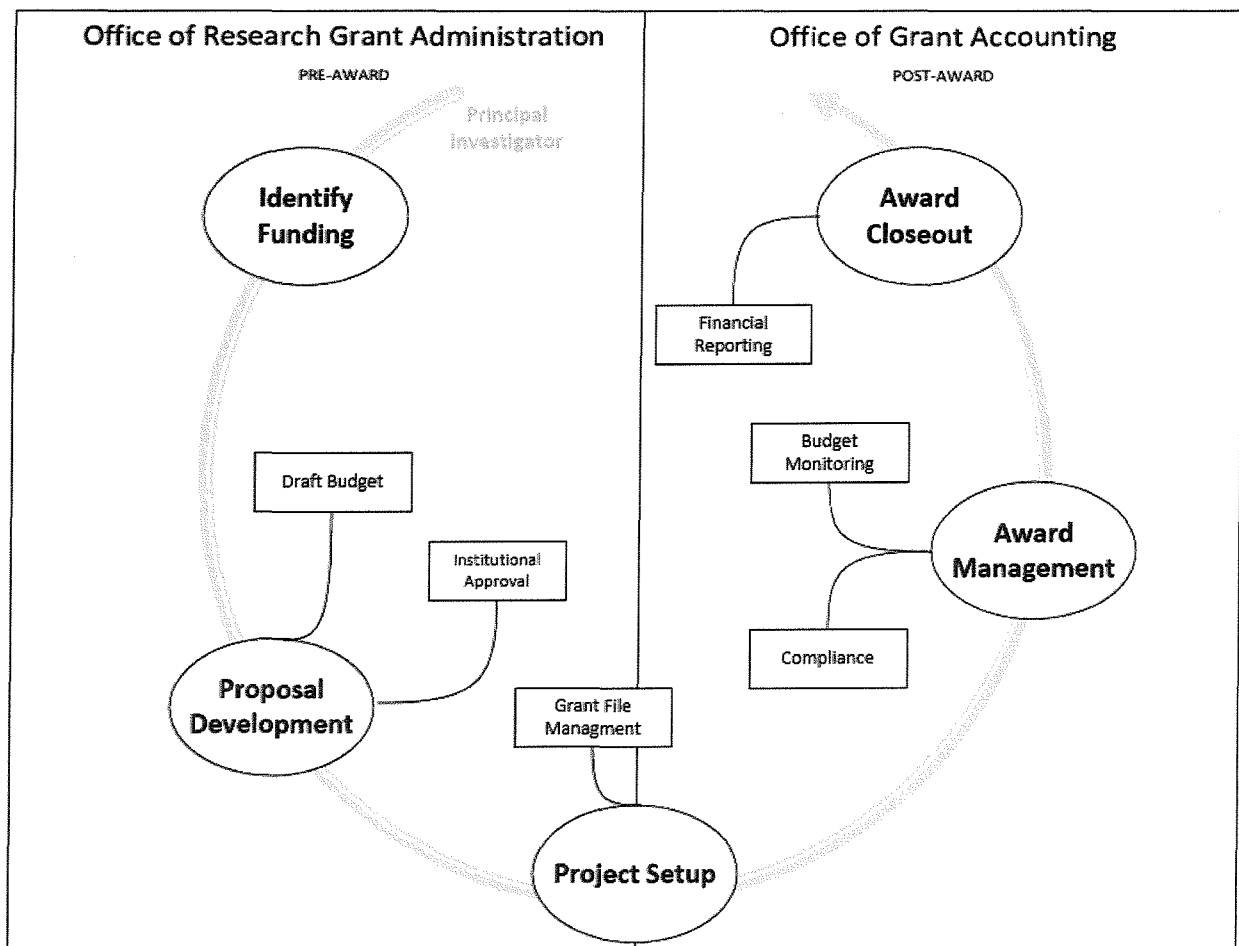 Office of Research Grant Administration
PRE-AWARD
Principal
Investigator
Identify
Funding
Draft Budget
Institutional
Approval
Proposal
Development
Grant File
Managment
Project Setup
Office of Grant Accounting
POST-AWARD
Award
Closeout
Financial
Reporting
Budget
Monitoring
Award
Management
Compliance